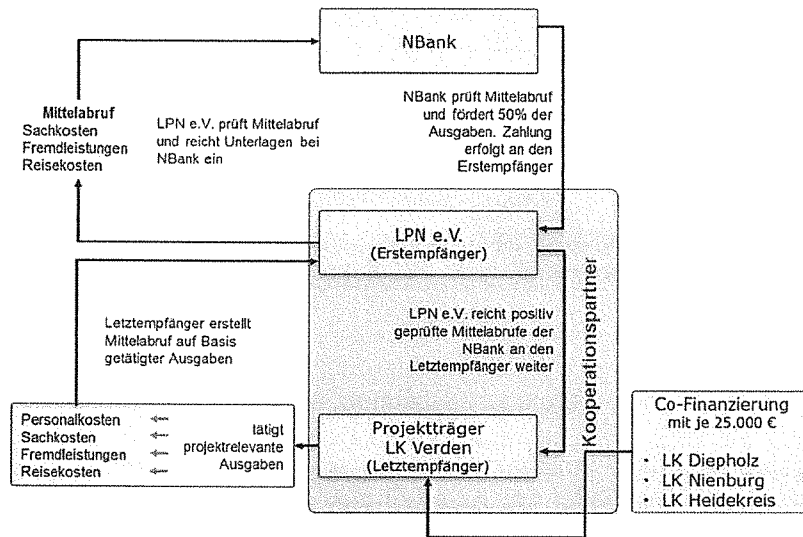 NBank
Mittelabruf
Sachkosten
Fremdleistungen
Reisekosten
LPN e.V. prüft Mittelabruf
und reicht Unterlagen bei
NBank ein
NBank prüft Mittelabruf
und fördert 50% der
Ausgaben. Zahlung
erfolgt an den
Erstempfänger
LPN e.V.
(Erstempfänger)
Kooperationspartner
Letztempfänger erstellt
Mittelabruf auf Basis
getätigter Ausgaben
LPN e.V. reicht positiv
geprüfte Mittelabrufe der
NBank an den
Letztempfänger weiter
Personalkosten
Sachkosten
Fremdleistungen
Reisekosten
tätigt
projektrelevante
Ausgaben
Projektträger
LK Verden
(Letztempfänger)
Co-Finanzierung
mit je 25.000 €
• LK Diepholz
• LK Nienburg
• LK Heidekreis